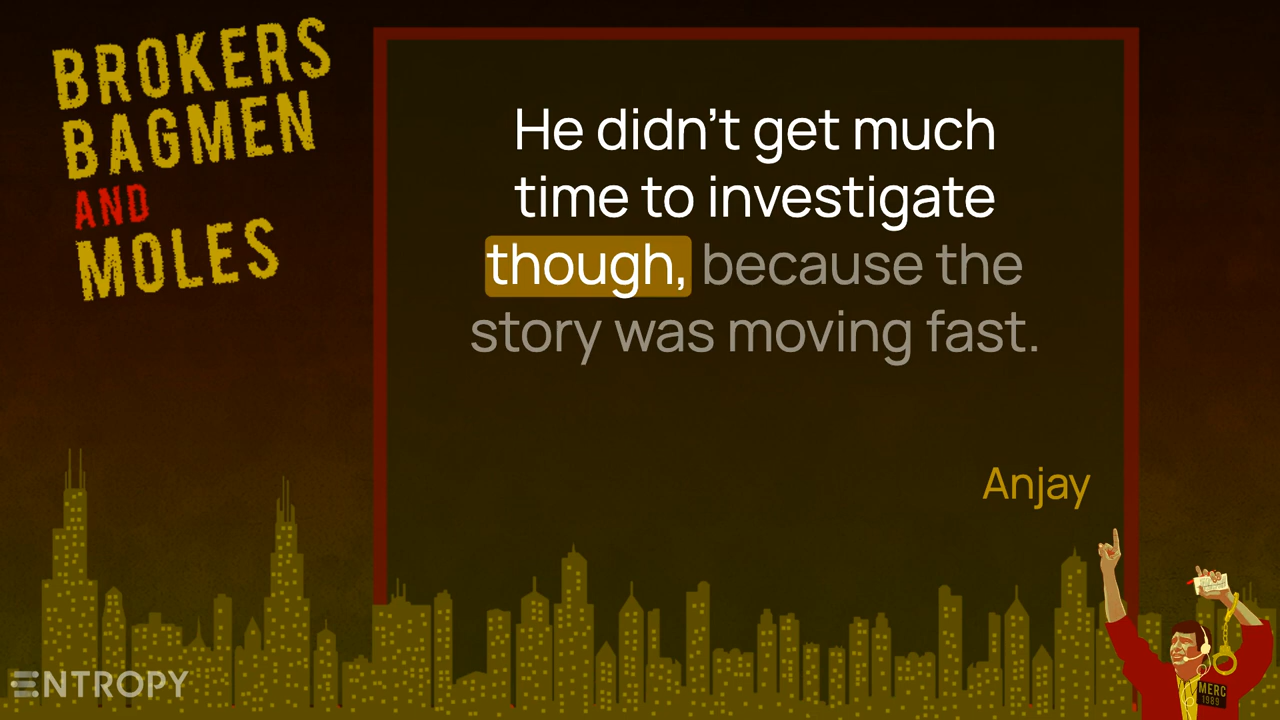 BROKERS
BAGMEN
AND
MOLES
He didn’t get much
time to investigate
though, because the
story was moving fast.
Anjay
MERC
1989
ENTROPY